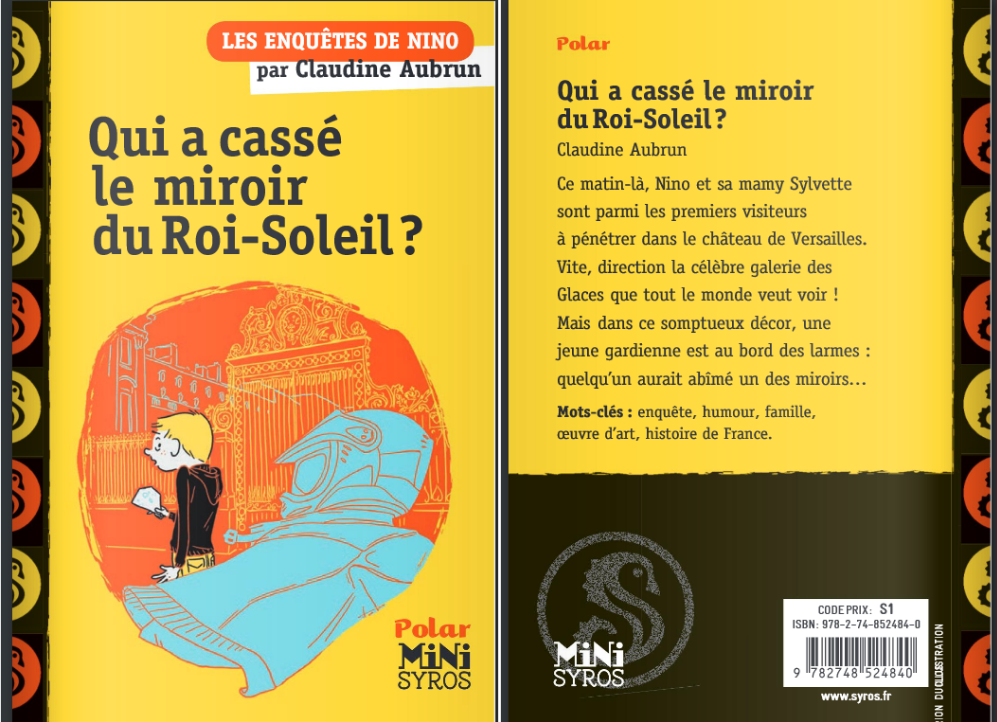 LES ENQUÊTES DE NINO
par Claudine Aubrun
Qui a cassé
le miroir
du Roi-Soleil ?
Polar
MiNi
SYROS
Polar
Qui a cassé le miroir
du Roi-Soleil ?
Claudine Aubrun
Ce matin-là, Nino et sa mamy Sylvette
sont parmi les premiers visiteurs
à pénétrer dans le château de Versailles.
Vite, direction la célèbre galerie des
Glaces que tout le monde veut voir !
Mais dans ce somptueux décor, une
jeune gardienne est au bord des larmes :
quelqu’un aurait abîmé un des miroirs...
Mots-clés : enquête, humour, famille,
œuvre d’art, histoire de France.
MiNi
SYROS
CODE PRIX : S1
ISBN : 978-2-74-852484-0
9 782748 524840
www.syros.fr